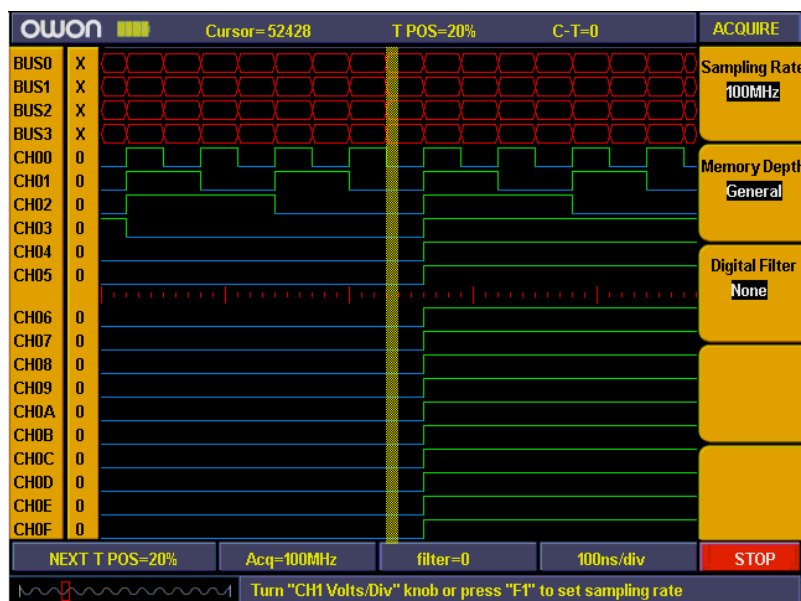 owon Cursor=52428 T POS=20% C-T=0 ACQUIRE
BUS0 X
BUS1 X
BUS2 X
BUS3 X
CH00 0
CH01 0
CH02 0
CH03 0
CH04 0
CH05 0
CH06 0
CH07 0
CH08 0
CH09 0
CH0A 0
CH0B 0
CH0C 0
CH0D 0
CH0E 0
CH0F 0
Sampling Rate
100MHz
Memory Depth
General
Digital Filter
None
NEXT T POS=20% Acq=100MHz filter=0 100ns/div STOP
Turn "CH1 Volts/Div" knob or press "F1" to set sampling rate